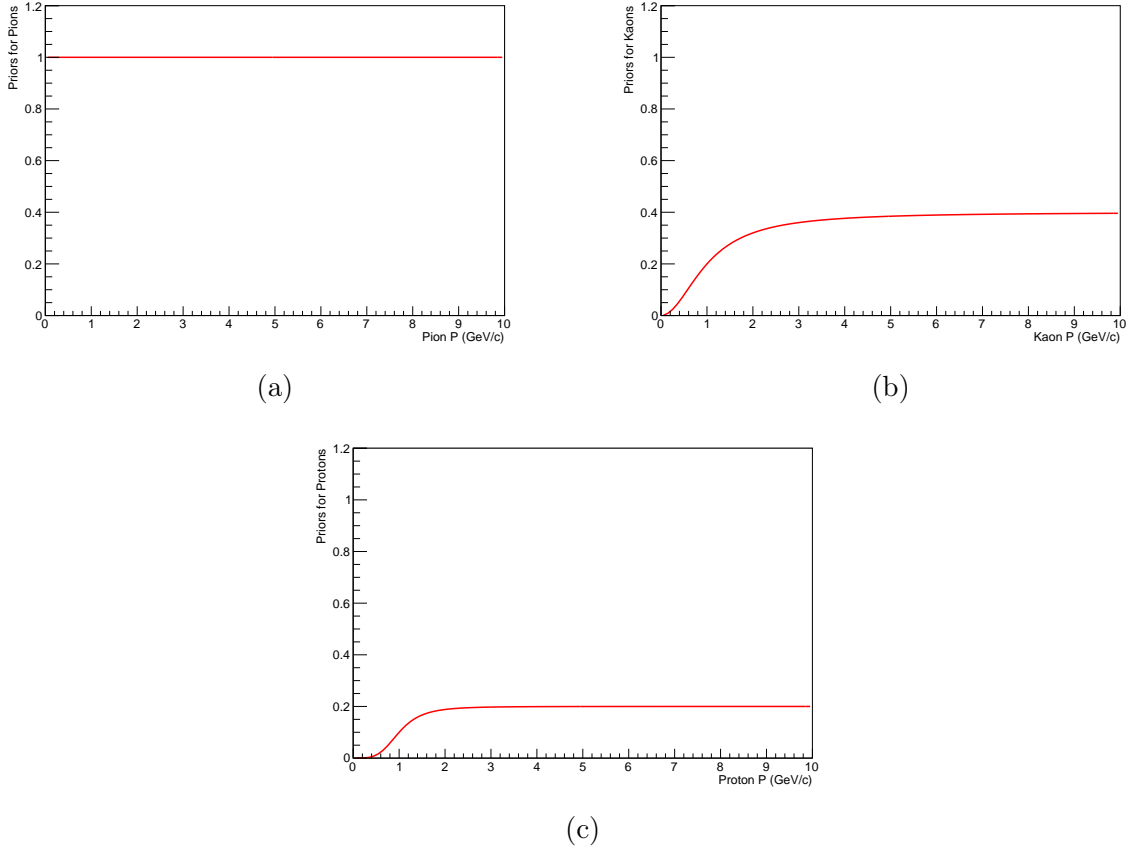 Priors for Pions
1.2
1
0.8
0.6
0.4
0.2
0
0 1 2 3 4 5 6 7 8 9 10
Pion P (GeV/c)
(a)
Priors for Kaons
1.2
1
0.8
0.6
0.4
0.2
0
0 1 2 3 4 5 6 7 8 9 10
Kaon P (GeV/c)
(b)
Priors for Protons
1.2
1
0.8
0.6
0.4
0.2
0
0 1 2 3 4 5 6 7 8 9 10
Proton P (GeV/c)
(c)